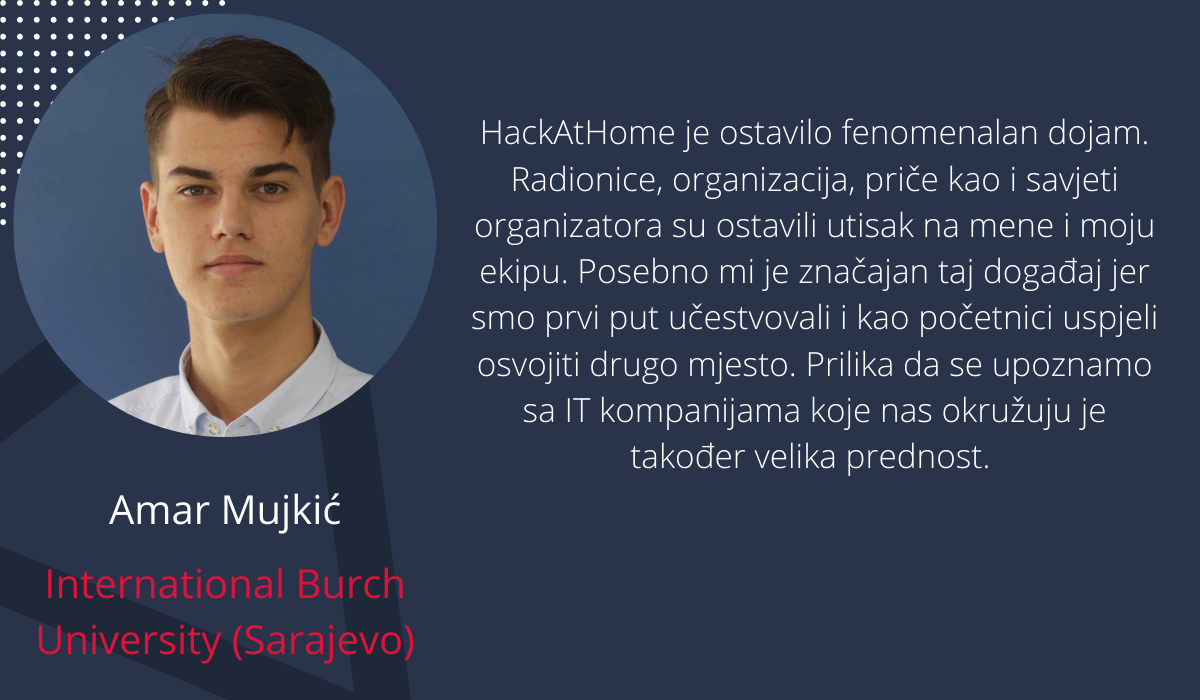 HackAtHome je ostavilo fenomenalan dojam.
Radionice, organizacija, priče kao i savjeti
organizatora su ostavili utisak na mene i moju
ekipu. Posebno mi je značajan taj događaj jer
smo prvi put učestvovali i kao početnici uspjeli
osvojiti drugo mjesto. Prilika da se upoznamo
sa IT kompanijama koje nas okružuju je
također velika prednost.
Amar Mujkić
International Burch
University (Sarajevo)